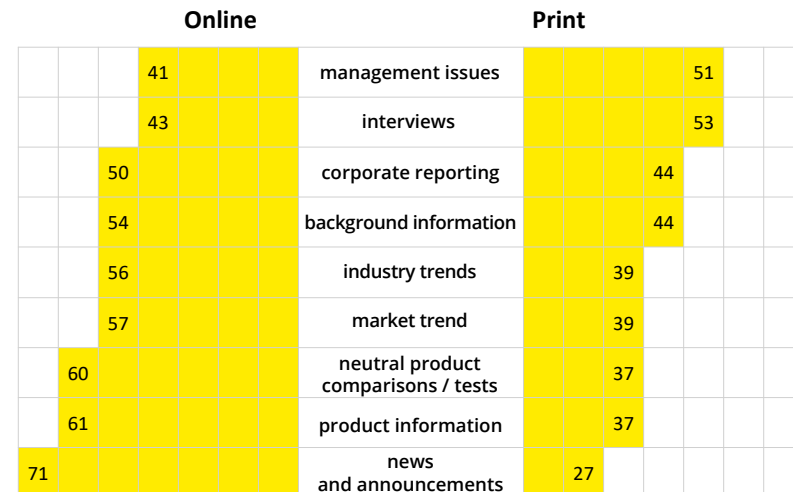 Online Print
41 management issues 51
43 interviews 53
50 corporate reporting 44
54 background information 44
56 industry trends 39
57 market trend 39
60 neutral product
comparisons / tests 37
61 product information 37
71 news
and announcements 27